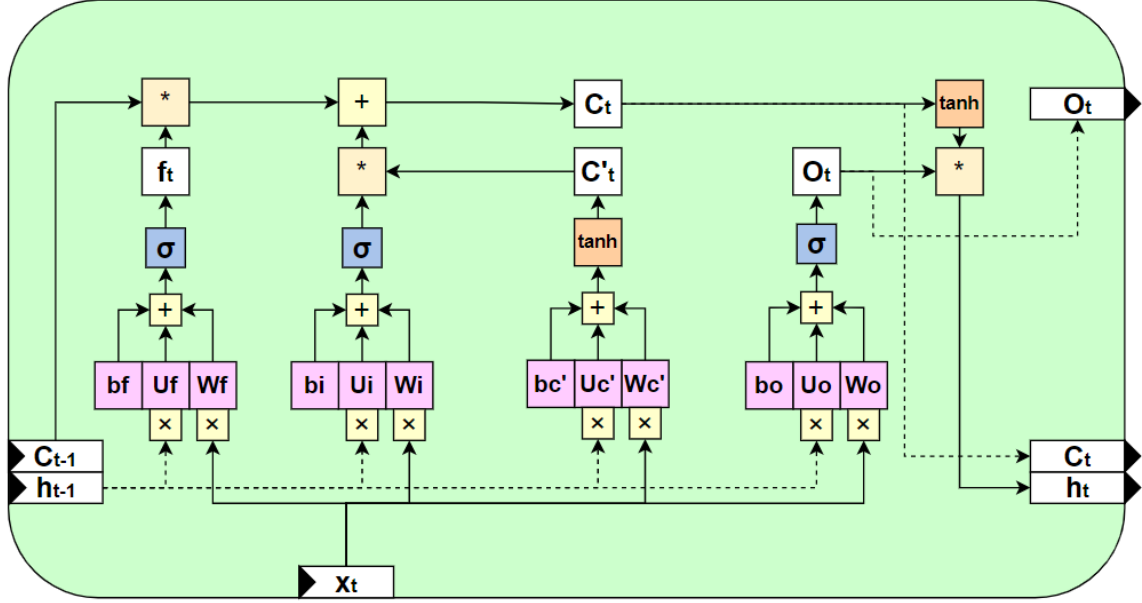 * + Ct tanh Ot
ft * C't Ot *
σ σ tanh σ
+ + + +
bf Uf Wf bi Ui Wi bc' Uc' Wc' bo Uo Wo
× × × × × × × ×
Ct-1 Ct
ht-1 ht
xt